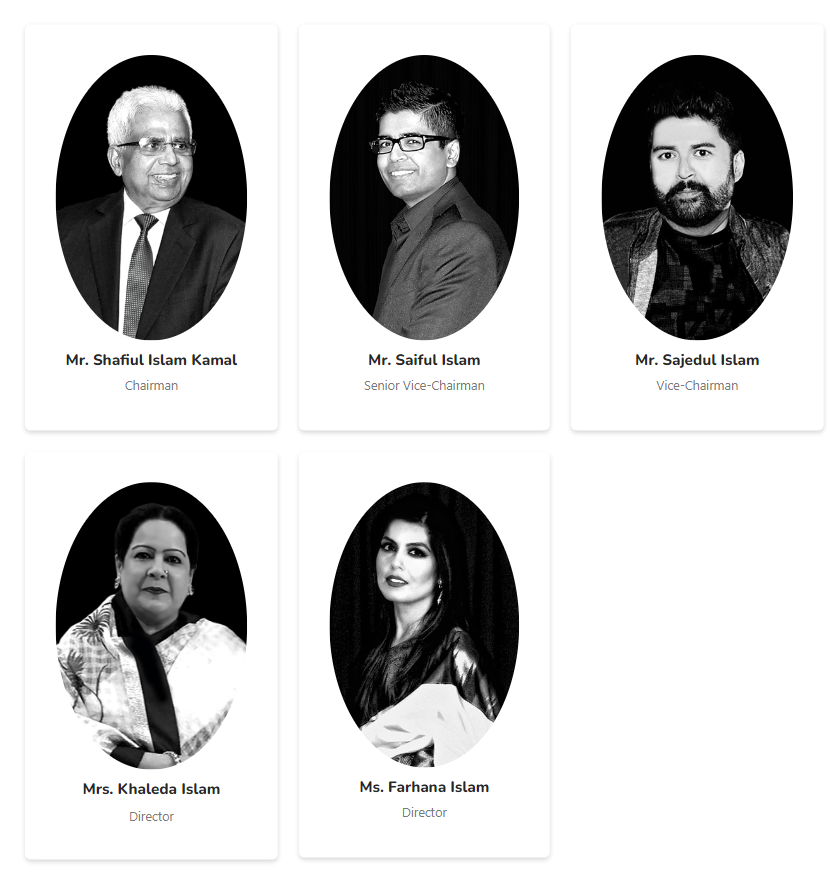 Mr. Shafiul Islam Kamal
Chairman
Mr. Saiful Islam
Senior Vice-Chairman
Mr. Sajedul Islam
Vice-Chairman
Mrs. Khaleda Islam
Director
Ms. Farhana Islam
Director